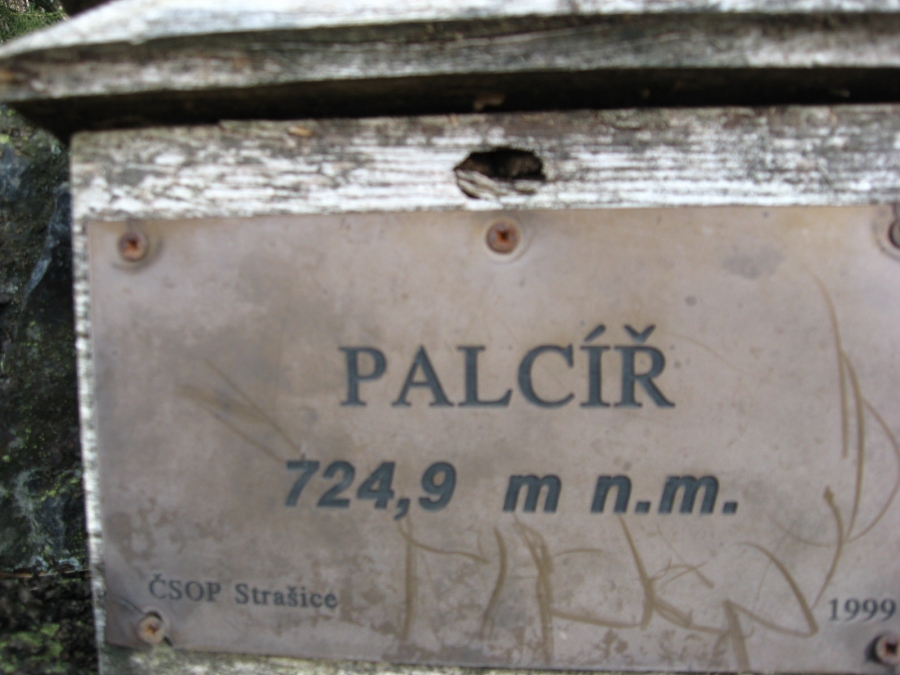 PALCÍŘ
724,9 m n.m.
ČSOP Strašice 1999